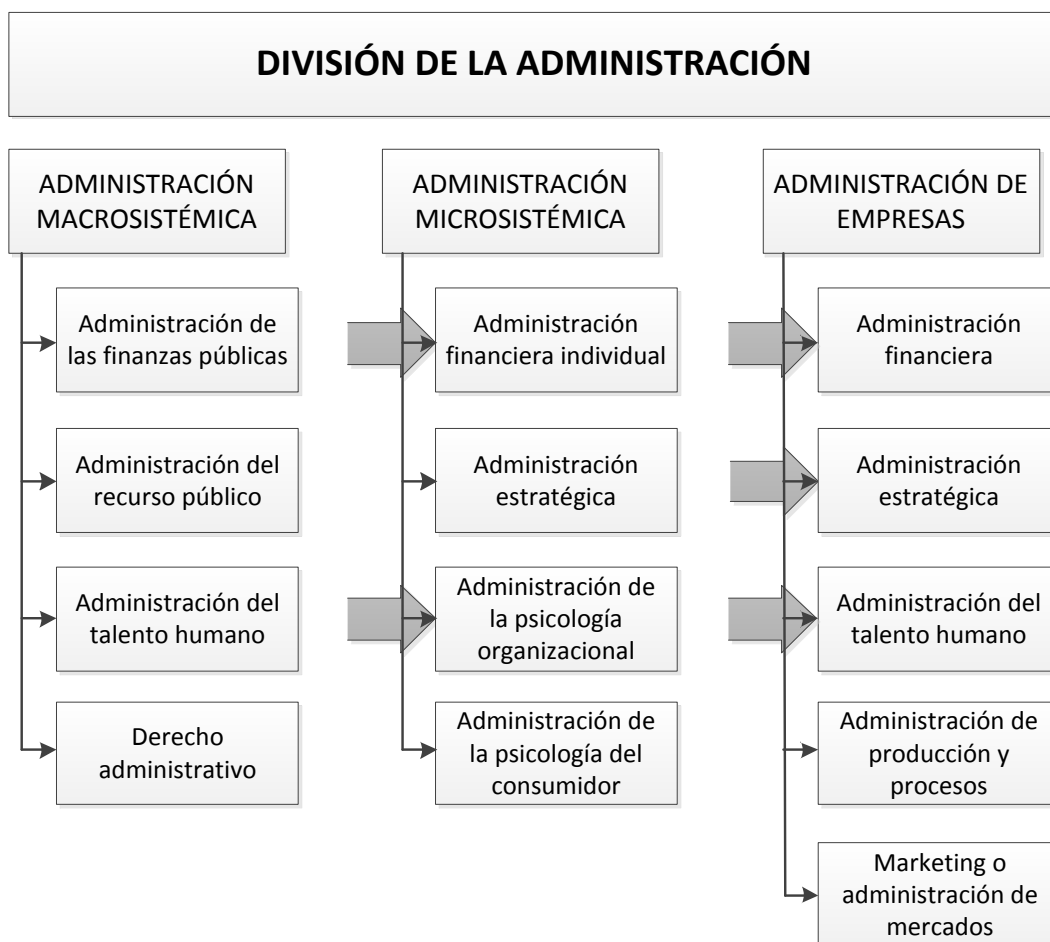 DIVISIÓN DE LA ADMINISTRACIÓN
ADMINISTRACIÓN
MACROSISTÉMICA
Administración de
las finanzas públicas
Administración del
recurso público
Administración del
talento humano
Derecho
administrativo
ADMINISTRACIÓN
MICROSISTÉMICA
Administración
financiera individual
Administración
estratégica
Administración de
la psicología
organizacional
Administración de
la psicología del
consumidor
ADMINISTRACIÓN DE
EMPRESAS
Administración
financiera
Administración
estratégica
Administración del
talento humano
Administración de
producción y
procesos
Marketing o
administración de
mercados